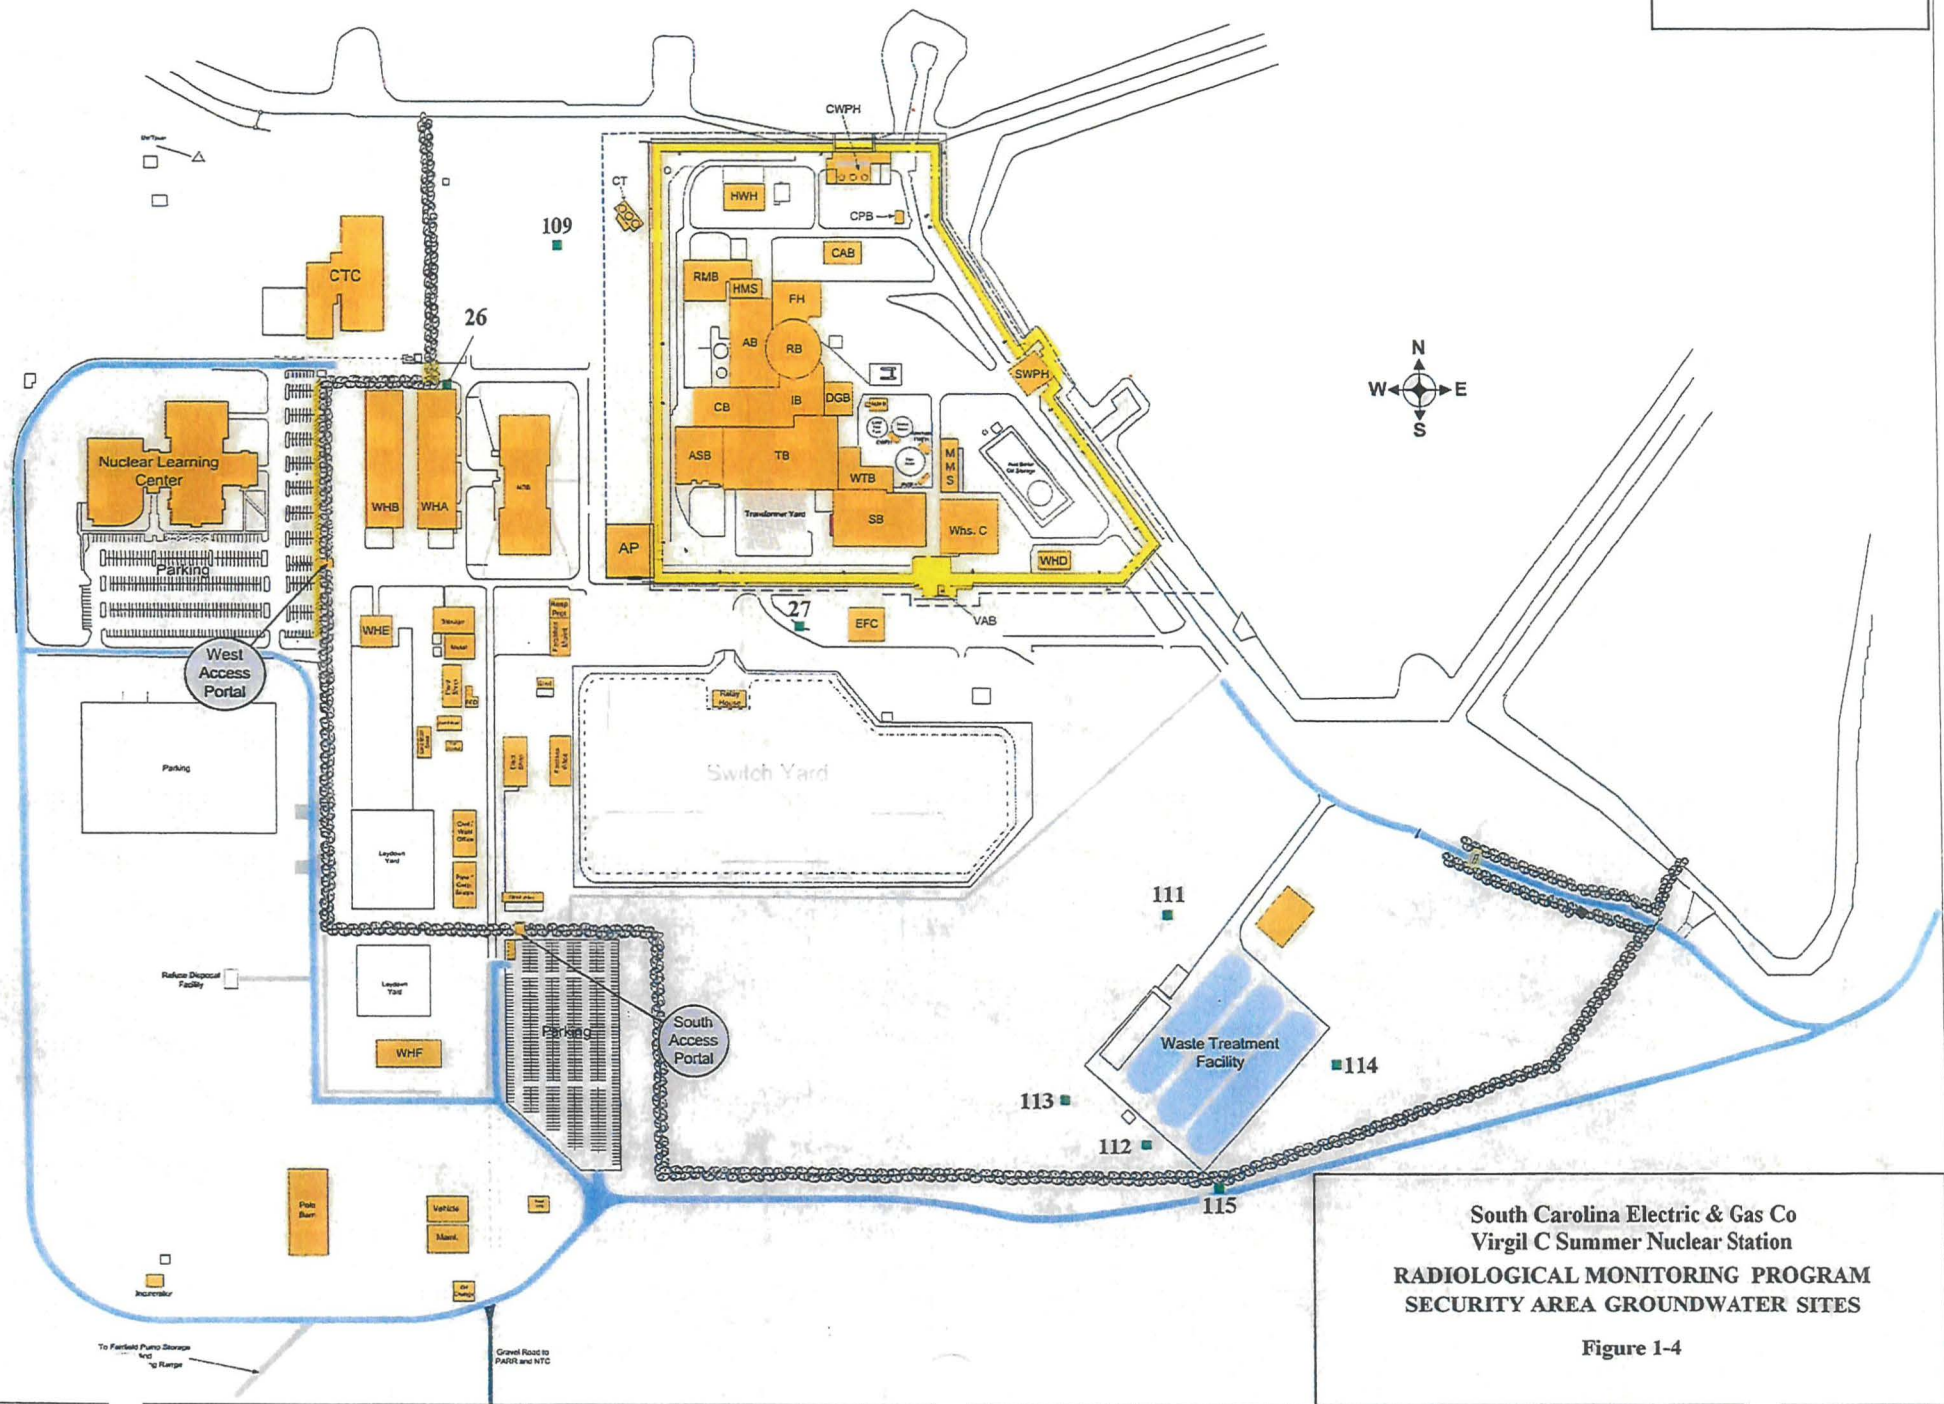 CWPH
CT
HWH
CPB
109
CAB
CTC
RMB
HMS
FH
26
AB
RB
N
W
E
S
SWPH
CB
IB
DGB
Nuclear Learning
Center
ASB
TB
M
M
S
WTB
WHB
WHA
Transformer Yard
SB
Whs. C
AP
WHD
Parking
27
EFC
VAB
WHE
West
Access
Portal
Relay
House
Parking
Switch Yard
Laydown
Yard
111
Refuse Disposal
Facility
Laydown
Yard
Parking
South
Access
Portal
WHF
Waste Treatment
Facility
114
113
112
115
Pole
Barn
Vehicle
Maint.
Incinerator
To Fairfield Pump Storage
Gravel Road to
PARR and NTC
South Carolina Electric & Gas Co
Virgil C Summer Nuclear Station
RADIOLOGICAL MONITORING PROGRAM
SECURITY AREA GROUNDWATER SITES
Figure 1-4